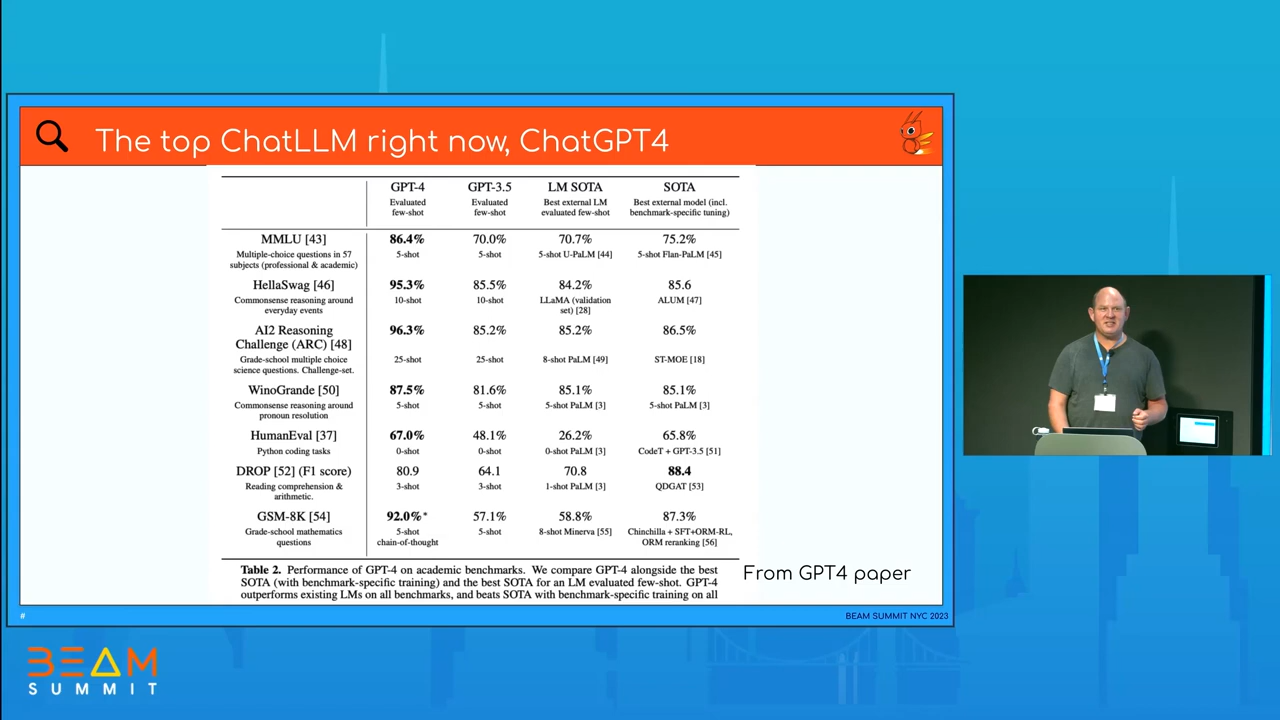 The top ChatLLM right now, ChatGPT4
GPT-4 GPT-3.5 LM SOTA SOTA
Evaluated few-shot Evaluated few-shot Best external LM evaluated few-shot Best external model (incl. benchmark-specific tuning)
MMLU [43] 86.4% 70.0% 70.7% 75.2%
Multiple-choice questions in 57 subjects (professional & academic) 5-shot 5-shot 5-shot U-PaLM [44] 5-shot Flan-PaLM [45]
HellaSwag [46] 95.3% 85.5% 84.2% 85.6
Commonsense reasoning around everyday events 10-shot 10-shot LLaMA (validation set) [28] ALUM [47]
AI2 Reasoning Challenge (ARC) [48] 96.3% 85.2% 85.2% 86.5%
Grade-school multiple choice science questions. Challenge-set. 25-shot 25-shot 8-shot PaLM [49] ST-MOE [18]
WinoGrande [50] 87.5% 81.6% 85.1% 85.1%
Commonsense reasoning around pronoun resolution 5-shot 5-shot 5-shot PaLM [3] 5-shot PaLM [3]
HumanEval [37] 67.0% 48.1% 26.2% 65.8%
Python coding tasks 0-shot 0-shot 0-shot PaLM [3] CodeT + GPT-3.5 [51]
DROP [52] (F1 score) 80.9 64.1 70.8 88.4
Reading comprehension & arithmetic. 3-shot 3-shot 1-shot PaLM [3] QDGAT [53]
GSM-8K [54] 92.0%* 57.1% 58.8% 87.3%
Grade-school mathematics questions 5-shot chain-of-thought 5-shot 8-shot Minerva [55] Chinchilla + SFT+ORM-RL, ORM reranking [56]
Table 2. Performance of GPT-4 on academic benchmarks. We compare GPT-4 alongside the best
SOTA (with benchmark-specific training) and the best SOTA for an LM evaluated few-shot. GPT-4
outperforms existing LMs on all benchmarks, and beats SOTA with benchmark-specific training on all
From GPT4 paper
#
BEAM SUMMIT NYC 2023
BEAM
SUMMIT